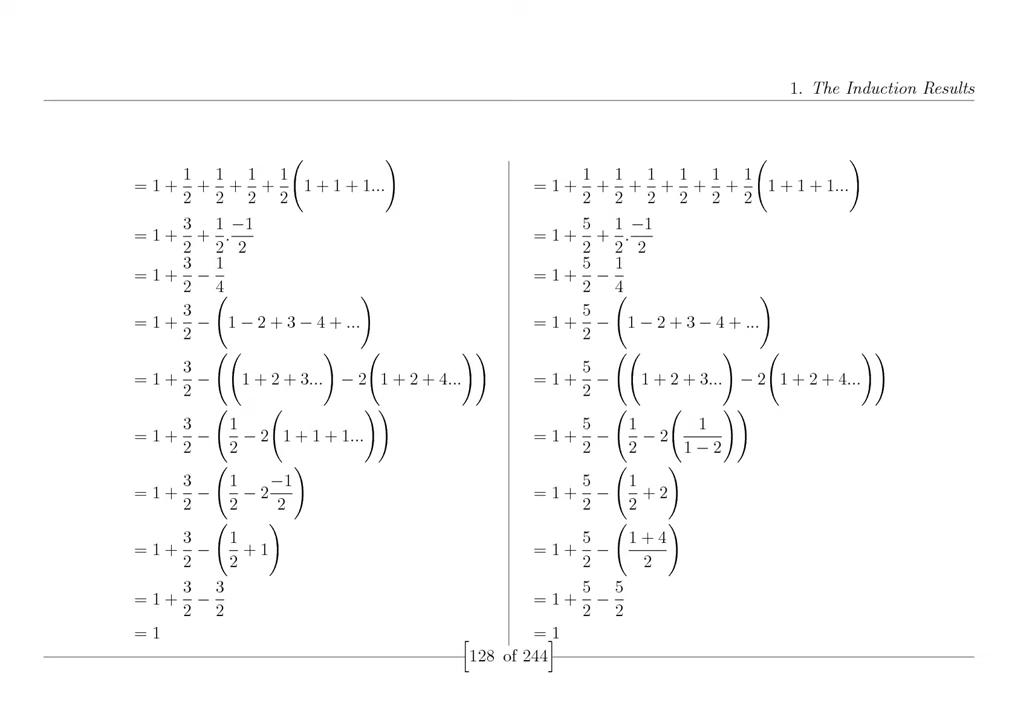 1. The Induction Results
= 1 + 1/2 + 1/2 + 1/2 + 1/2(1 + 1 + 1...)
= 1 + 3/2 + 1/2 . −1/2
= 1 + 3/2 − 1/4
= 1 + 3/2 − (1 − 2 + 3 − 4 + ...)
= 1 + 3/2 − ((1 + 2 + 3...) − 2(1 + 2 + 4...))
= 1 + 3/2 − (1/2 − 2(1 + 1 + 1...))
= 1 + 3/2 − (1/2 − 2 −1/2)
= 1 + 3/2 − (1/2 + 1)
= 1 + 3/2 − 3/2
= 1
= 1 + 1/2 + 1/2 + 1/2 + 1/2 + 1/2 + 1/2(1 + 1 + 1...)
= 1 + 5/2 + 1/2 . −1/2
= 1 + 5/2 − 1/4
= 1 + 5/2 − (1 − 2 + 3 − 4 + ...)
= 1 + 5/2 − ((1 + 2 + 3...) − 2(1 + 2 + 4...))
= 1 + 5/2 − (1/2 − 2(1/(1 − 2)))
= 1 + 5/2 − (1/2 + 2)
= 1 + 5/2 − ((1 + 4)/2)
= 1 + 5/2 − 5/2
= 1
[128 of 244]